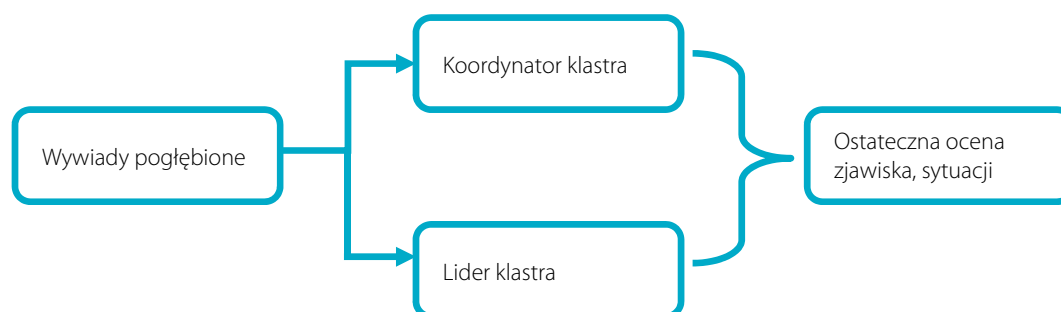 Koordynator klastra
Wywiady pogłębione
Ostateczna ocena
zjawiska, sytuacji
Lider klastra